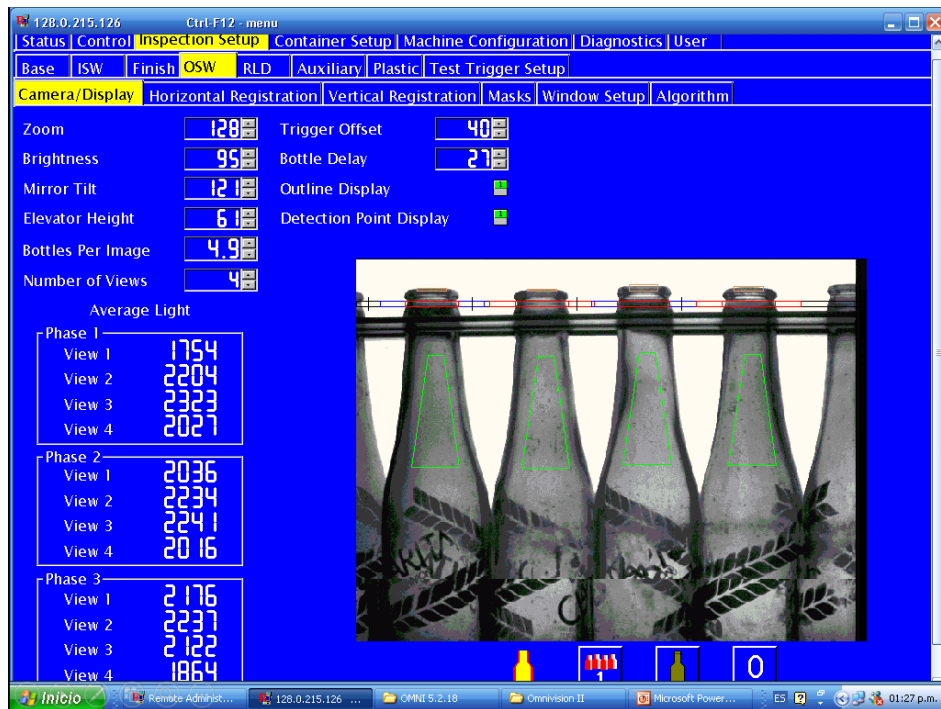 128.0.215.126 Ctrl-F12 - menu
Status Control Inspection Setup Container Setup Machine Configuration Diagnostics User
Base ISW Finish OSW RLD Auxiliary Plastic Test Trigger Setup
Camera/Display Horizontal Registration Vertical Registration Masks Window Setup Algorithm
Zoom 128 Trigger Offset 40
Brightness 95 Bottle Delay 27
Mirror Tilt 121 Outline Display 1
Elevator Height 61 Detection Point Display 1
Bottles Per Image 4.9
Number of Views 4
Average Light
Phase 1
View 1 1754
View 2 2204
View 3 2323
View 4 2027
Phase 2
View 1 2036
View 2 2234
View 3 2241
View 4 2016
Phase 3
View 1 2176
View 2 2237
View 3 2122
View 4 1864
1 0
Inicio Remote Administ... 128.0.215.126 ... OMNI 5.2.18 Omnivision II Microsoft Power... ES 01:27 p.m.